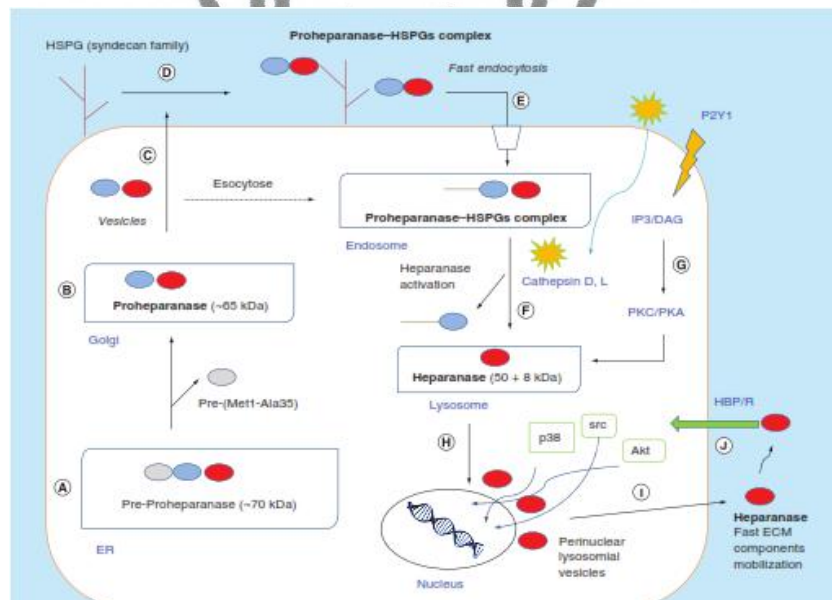 Proheparanase–HSPGs complex
HSPG (syndecan family)
D
Fast endocytosis
E
P2Y1
C
Esocytose
Vesicles
Proheparanase–HSPGs complex
IP3/DAG
Endosome
G
Heparanase
activation
Cathepsin D, L
B
Proheparanase (~65 kDa)
F
PKC/PKA
Golgi
Heparanase (50 + 8 kDa)
Pre-(Met1-Ala35)
Lysosome
HBP/R
H
p38
src
Akt
J
A
Pre-Proheparanase (~70 kDa)
I
Heparanase
Fast ECM
components
mobilization
Perinuclear
lysosomial
vesicles
ER
Nucleus